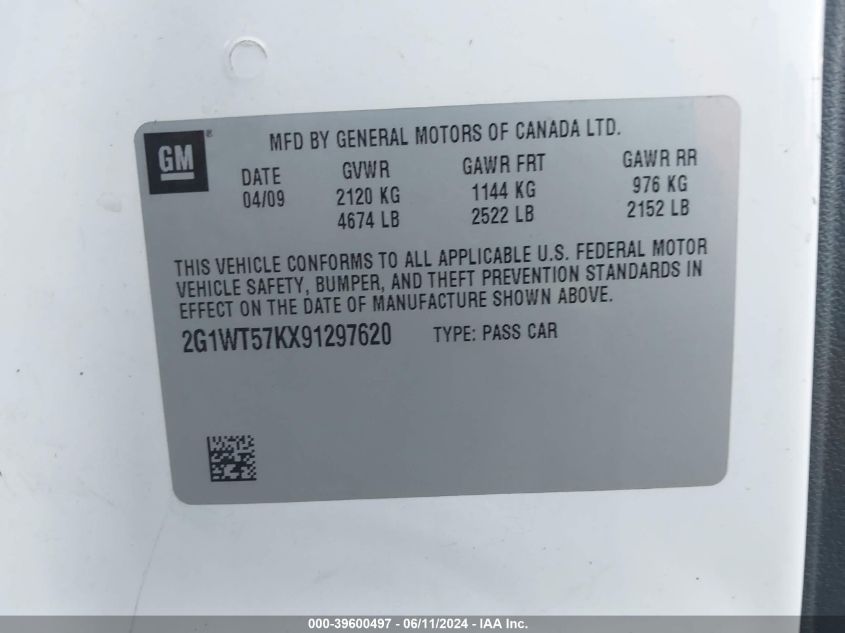 GM®
MFD BY GENERAL MOTORS OF CANADA LTD.
DATE GVWR GAWR FRT GAWR RR
04/09 2120 KG 1144 KG 976 KG
4674 LB 2522 LB 2152 LB
THIS VEHICLE CONFORMS TO ALL APPLICABLE U.S. FEDERAL MOTOR
VEHICLE SAFETY, BUMPER, AND THEFT PREVENTION STANDARDS IN
EFFECT ON THE DATE OF MANUFACTURE SHOWN ABOVE.
2G1WT57KX91297620 TYPE: PASS CAR
000-39600497 - 06/11/2024 - IAA Inc.